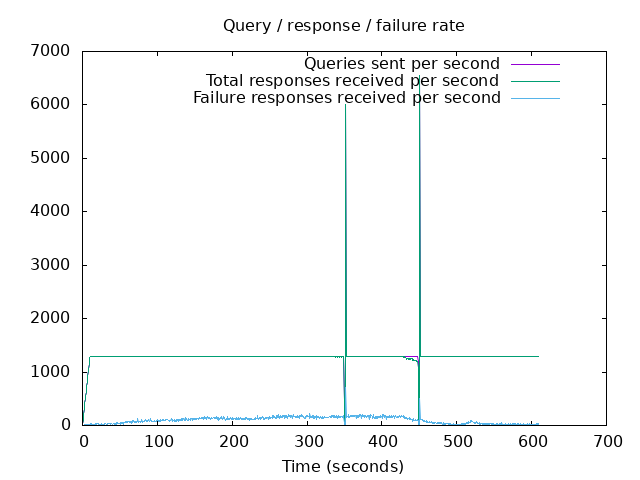 Query / response / failure rate
7000
6000
5000
4000
3000
2000
1000
0
Queries sent per second
Total responses received per second
Failure responses received per second
0 100 200 300 400 500 600 700
Time (seconds)